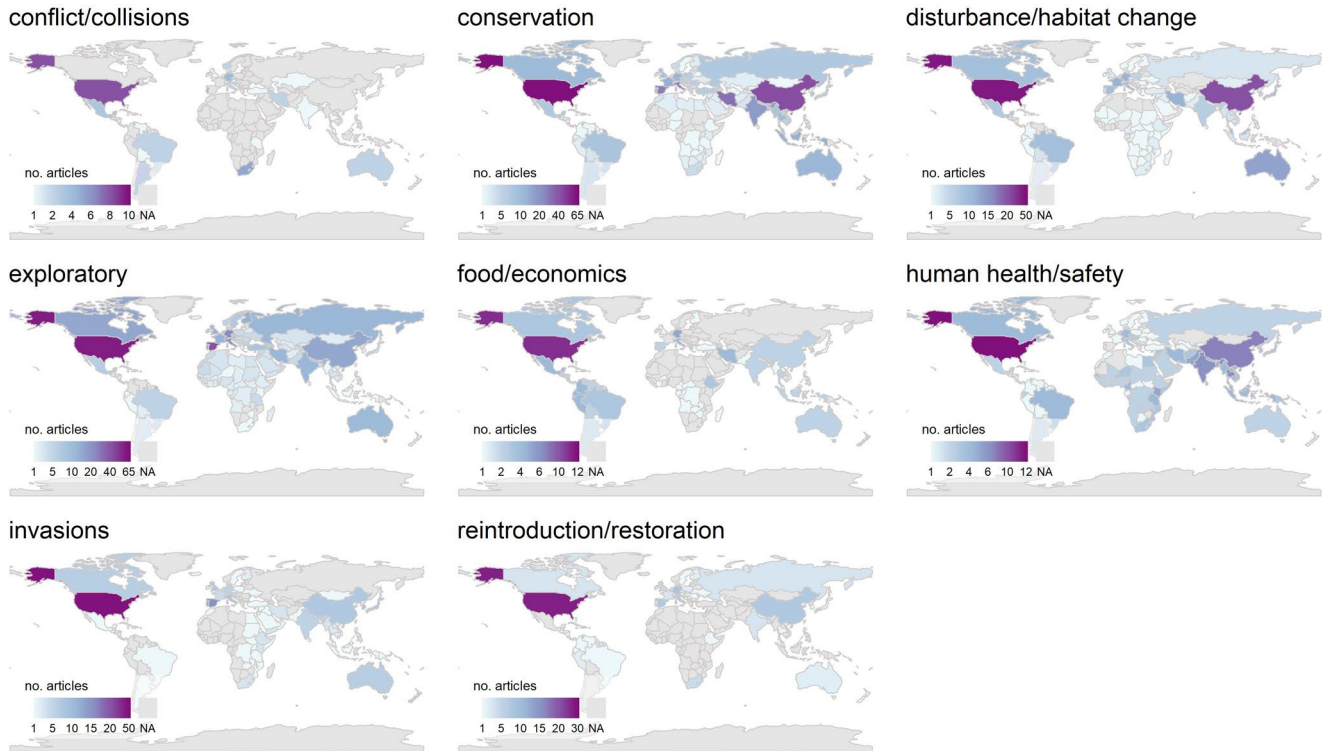 conflict/collisions
no. articles
1 2 4 6 8 10 NA
conservation
no. articles
1 5 10 20 40 65 NA
disturbance/habitat change
no. articles
1 5 10 15 20 50 NA
exploratory
no. articles
1 5 10 20 40 65 NA
food/economics
no. articles
1 2 4 6 10 12 NA
human health/safety
no. articles
1 2 4 6 10 12 NA
invasions
no. articles
1 5 10 15 20 50 NA
reintroduction/restoration
no. articles
1 5 10 15 20 30 NA